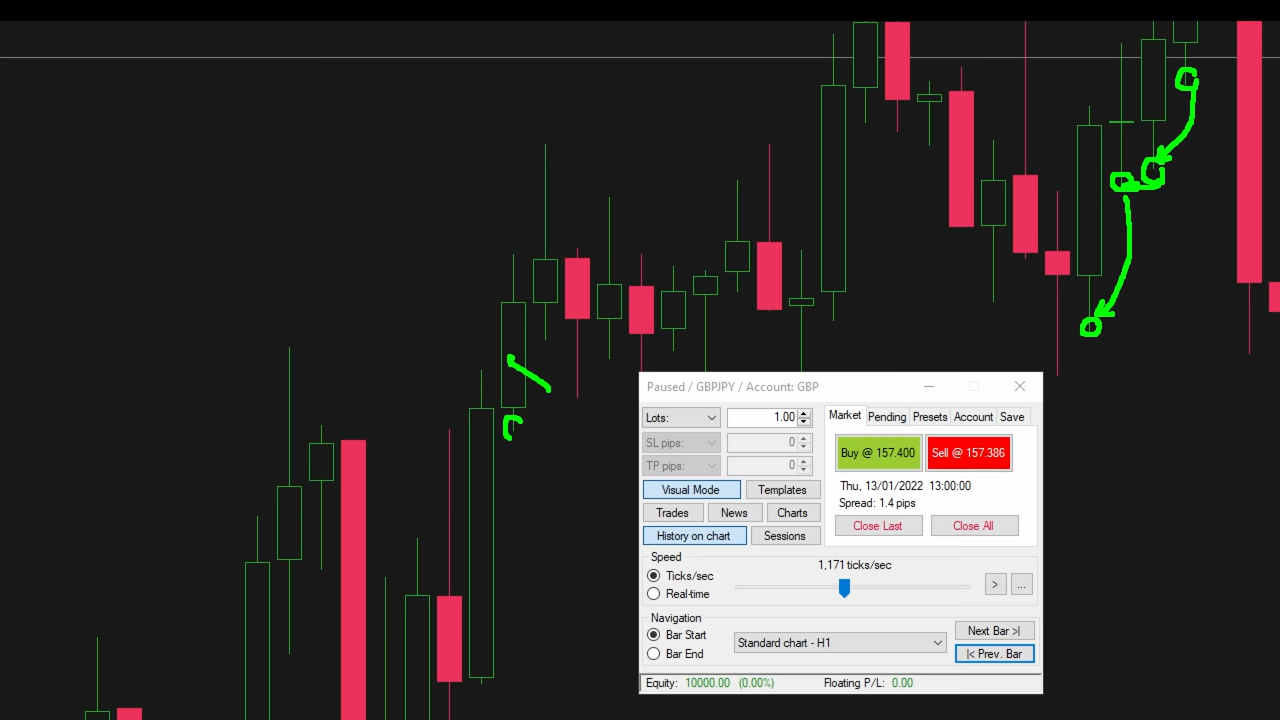 Paused / GBPJPY / Account: GBP
Lots: 1.00
SL pips: 0
TP pips: 0
Visual Mode Templates
Trades News Charts
History on chart Sessions
Market Pending Presets Account Save
Buy @ 157.400 Sell @ 157.386
Thu, 13/01/2022 13:00:00
Spread: 1.4 pips
Close Last Close All
Speed
1,171 ticks/sec
Ticks/sec
Real-time
> ...
Navigation
Bar Start
Bar End
Standard chart - H1
Next Bar >|
|< Prev. Bar
Equity: 10000.00 (0.00%) Floating P/L: 0.00